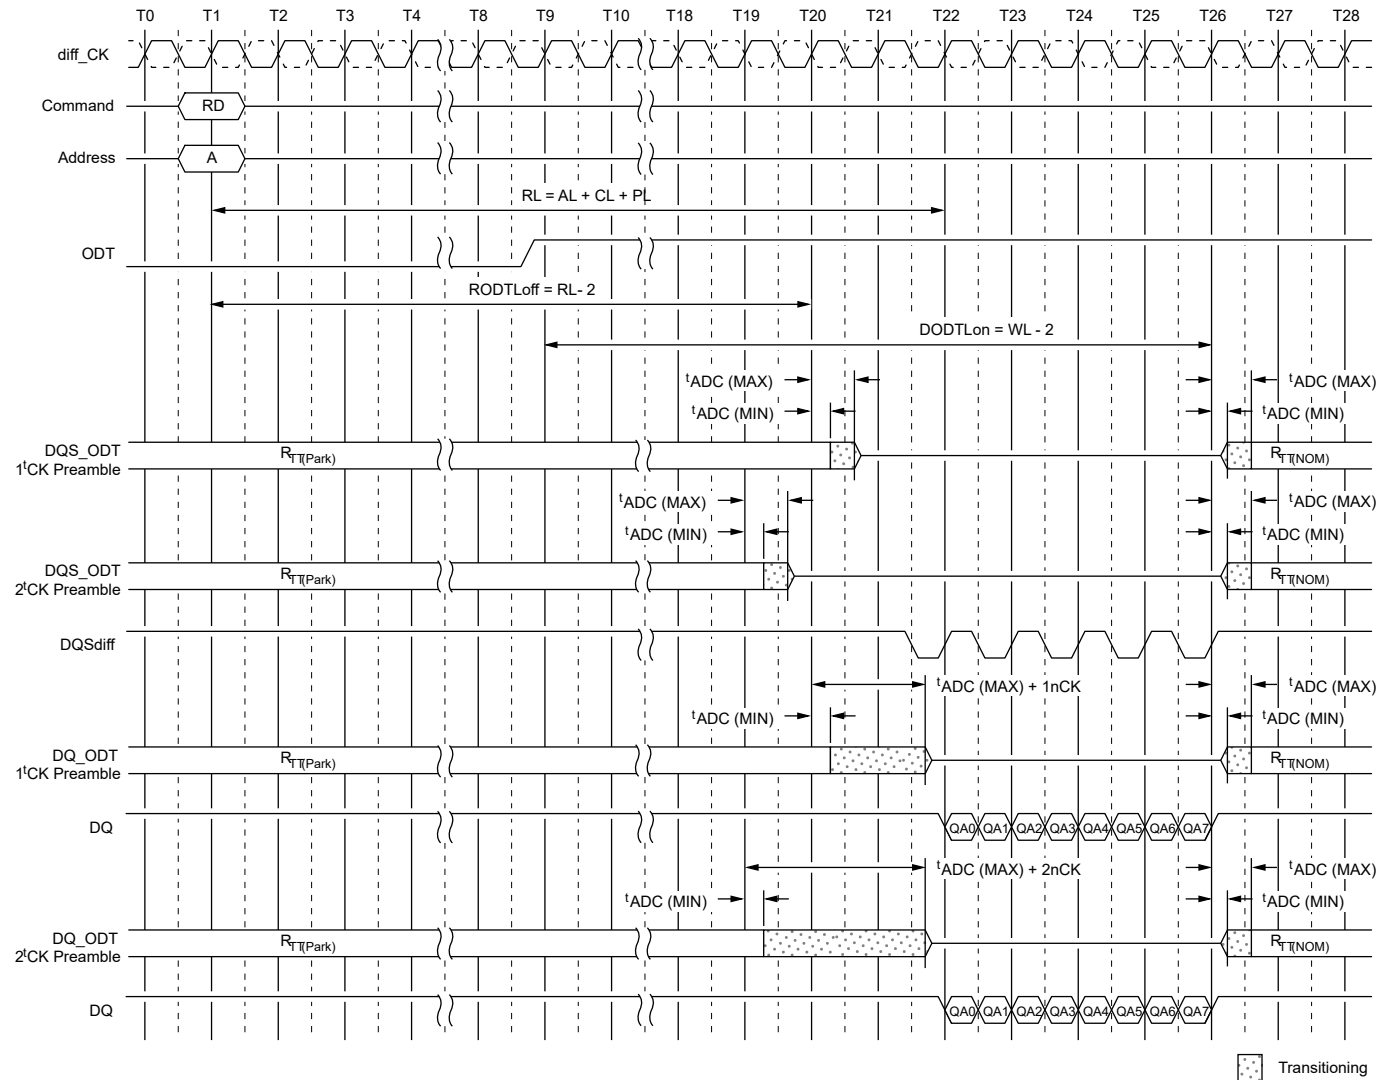 T0 T1 T2 T3 T4 T8 T9 T10 T18 T19 T20 T21 T22 T23 T24 T25 T26 T27 T28
diff_CK
Command RD
Address A
RL = AL + CL + PL
ODT
RODTLoff = RL- 2
DODTLon = WL - 2
tADC (MAX) tADC (MAX)
tADC (MIN) tADC (MIN)
DQS_ODT
1tCK Preamble
RTT(Park) RTT(NOM)
tADC (MAX) tADC (MAX)
tADC (MIN) tADC (MIN)
DQS_ODT
2tCK Preamble
RTT(Park) RTT(NOM)
DQSdiff
tADC (MAX) + 1nCK tADC (MAX)
tADC (MIN) tADC (MIN)
DQ_ODT
1tCK Preamble
RTT(Park) RTT(NOM)
DQ QA0 QA1 QA2 QA3 QA4 QA5 QA6 QA7
tADC (MAX) + 2nCK tADC (MAX)
tADC (MIN) tADC (MIN)
DQ_ODT
2tCK Preamble
RTT(Park) RTT(NOM)
DQ QA0 QA1 QA2 QA3 QA4 QA5 QA6 QA7
Transitioning